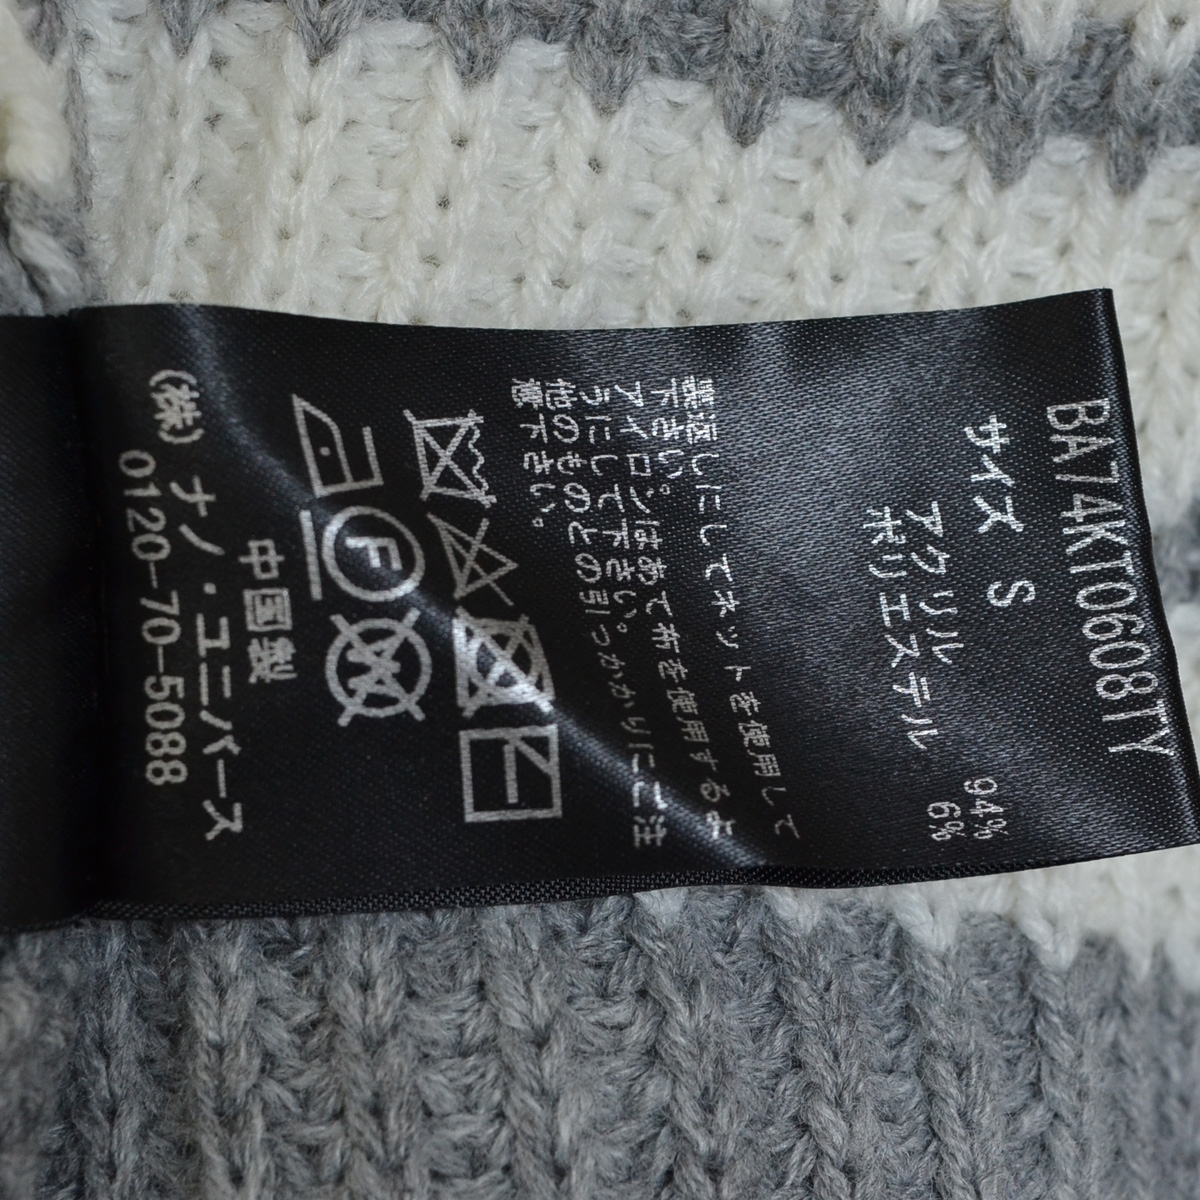 BA74KT0608TY
サイズ S
アクリル 94%
ポリエステル 6%
裏返しにしてネットを使用して
下さい。
アイロンはあて布を使用するよ
うにして下さい。
他のものとの引っかかりにご注
意下さい。
F
W
中国製
(株) ナノ・ユニバース
0120-70-5088